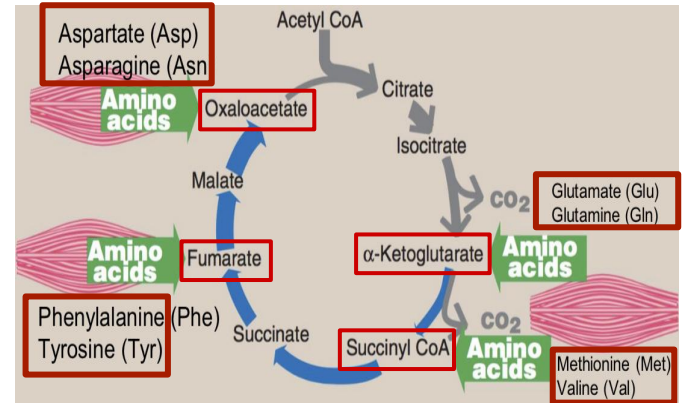 Acetyl CoA
Aspartate (Asp)
Asparagine (Asn
Amino
acids
Oxaloacetate
Citrate
Isocitrate
Malate
CO2
Glutamate (Glu)
Glutamine (Gln)
Amino
acids
Fumarate
α-Ketoglutarate
Amino
acids
Phenylalanine (Phe)
Tyrosine (Tyr)
Succinate
CO2
Succinyl CoA
Amino
acids
Methionine (Met)
Valine (Val)